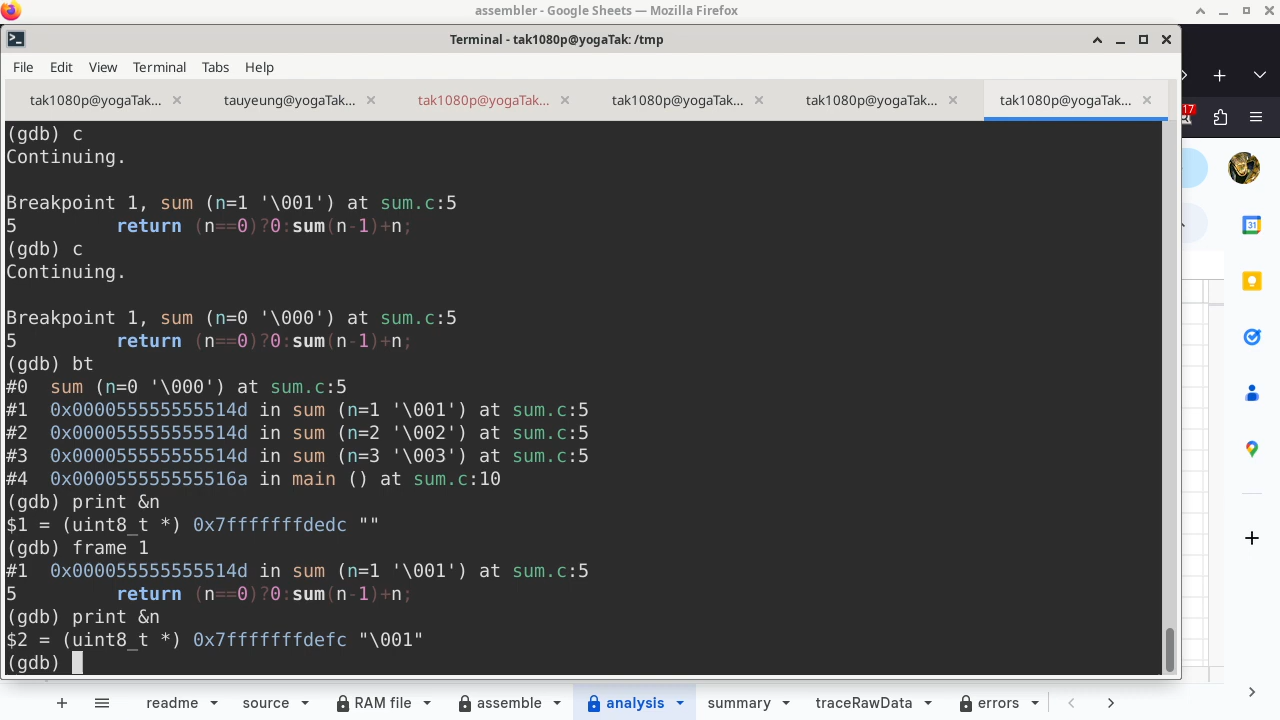 assembler - Google Sheets — Mozilla Firefox
Terminal - tak1080p@yogaTak: /tmp
File Edit View Terminal Tabs Help
tak1080p@yogaTak... tauyeung@yogaTak... tak1080p@yogaTak... tak1080p@yogaTak... tak1080p@yogaTak... tak1080p@yogaTak...
17
(gdb) c
Continuing.
Breakpoint 1, sum (n=1 '\001') at sum.c:5
5 return (n==0)?0:sum(n-1)+n;
(gdb) c
Continuing.
Breakpoint 1, sum (n=0 '\000') at sum.c:5
5 return (n==0)?0:sum(n-1)+n;
(gdb) bt
#0 sum (n=0 '\000') at sum.c:5
#1 0x000055555555514d in sum (n=1 '\001') at sum.c:5
#2 0x000055555555514d in sum (n=2 '\002') at sum.c:5
#3 0x000055555555514d in sum (n=3 '\003') at sum.c:5
#4 0x000055555555516a in main () at sum.c:10
(gdb) print &n
$1 = (uint8_t *) 0x7fffffffdedc ""
(gdb) frame 1
#1 0x000055555555514d in sum (n=1 '\001') at sum.c:5
5 return (n==0)?0:sum(n-1)+n;
(gdb) print &n
$2 = (uint8_t *) 0x7fffffffdefc "\001"
(gdb)
31
readme source RAM file assemble analysis summary traceRawData errors